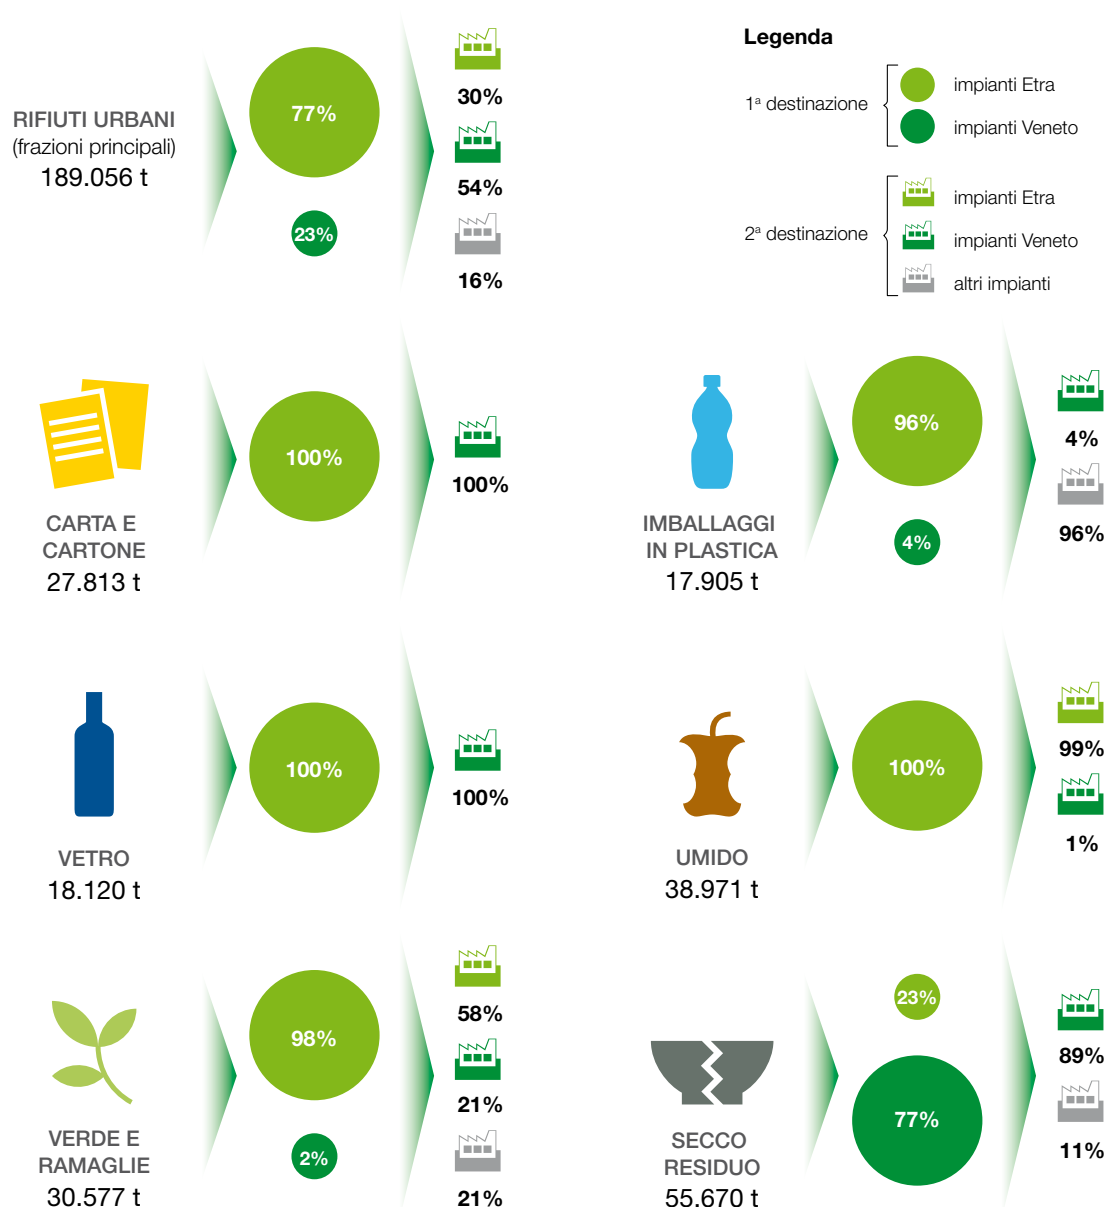 RIFIUTI URBANI
(frazioni principali)
189.056 t
77%
23%
30%
54%
16%
Legenda
1ª destinazione
impianti Etra
impianti Veneto
2ª destinazione
impianti Etra
impianti Veneto
altri impianti
CARTA E
CARTONE
27.813 t
100%
100%
IMBALLAGGI
IN PLASTICA
17.905 t
96%
4%
4%
96%
VETRO
18.120 t
100%
100%
UMIDO
38.971 t
100%
99%
1%
VERDE E
RAMAGLIE
30.577 t
98%
2%
58%
21%
21%
SECCO
RESIDUO
55.670 t
23%
77%
89%
11%